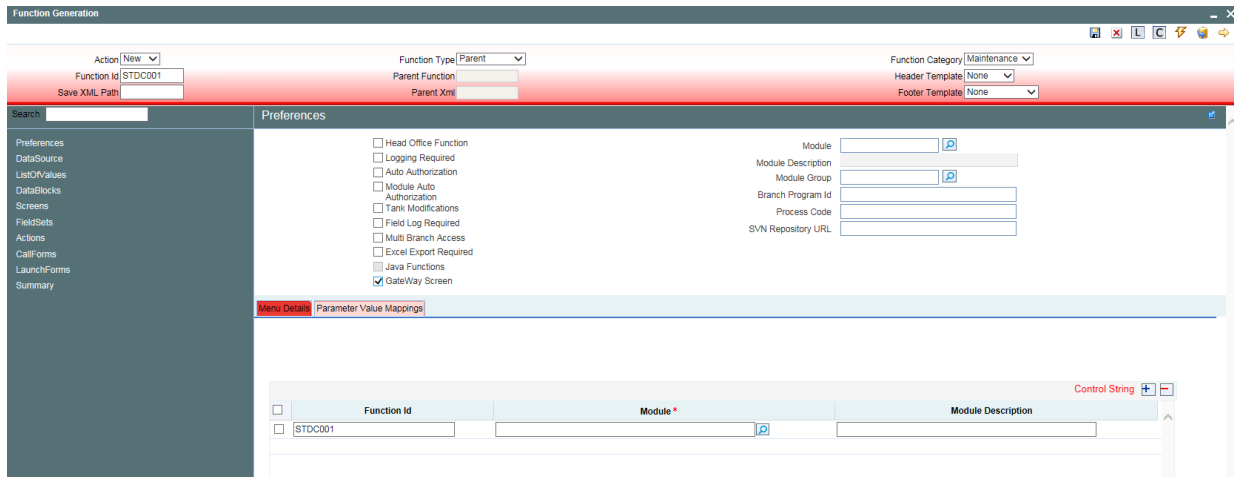 Function Generation
L C
Action New Function Type Parent Function Category Maintenance
Function Id STDC001 Parent Function Header Template None
Save XML Path Parent Xml Footer Template None
Search
Preferences
DataSource
ListOfValues
DataBlocks
Screens
FieldSets
Actions
CallForms
LaunchForms
Summary
Preferences
Head Office Function
Logging Required
Auto Authorization
Module Auto
Authorization
Tank Modifications
Field Log Required
Multi Branch Access
Excel Export Required
Java Functions
GateWay Screen
Module
Module Description
Module Group
Branch Program Id
Process Code
SVN Repository URL
Menu Details Parameter Value Mappings
Control String
Function Id Module * Module Description
STDC001